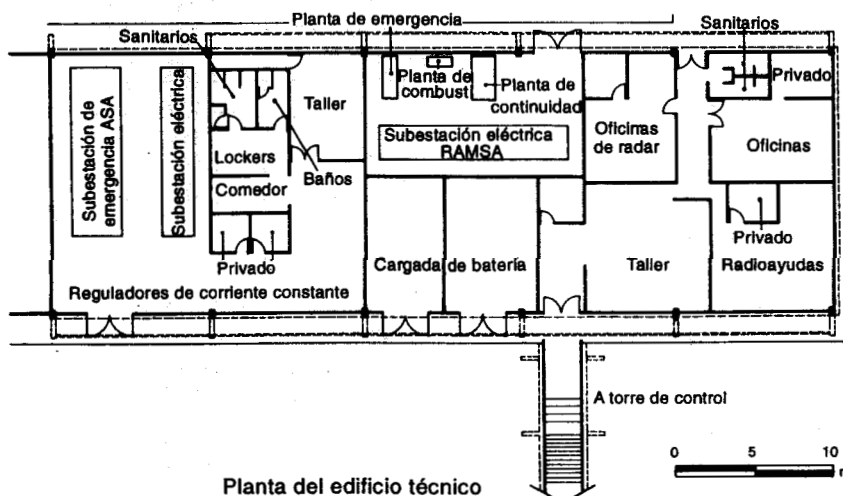 Planta de emergencia
Sanitarios
Sanitarios
Subestación de
emergencia ASA
Subestación eléctrica
Taller
Planta de
combust
Planta de
continuidad
Subestación eléctrica
RAMSA
Oficinas
de radar
Privado
Oficinas
Lockers
Comedor
Baños
Privado
Cargada de batería
Taller
Privado
Radioayudas
Reguladores de corriente constante
A torre de control
0 5 10
Planta del edificio técnico